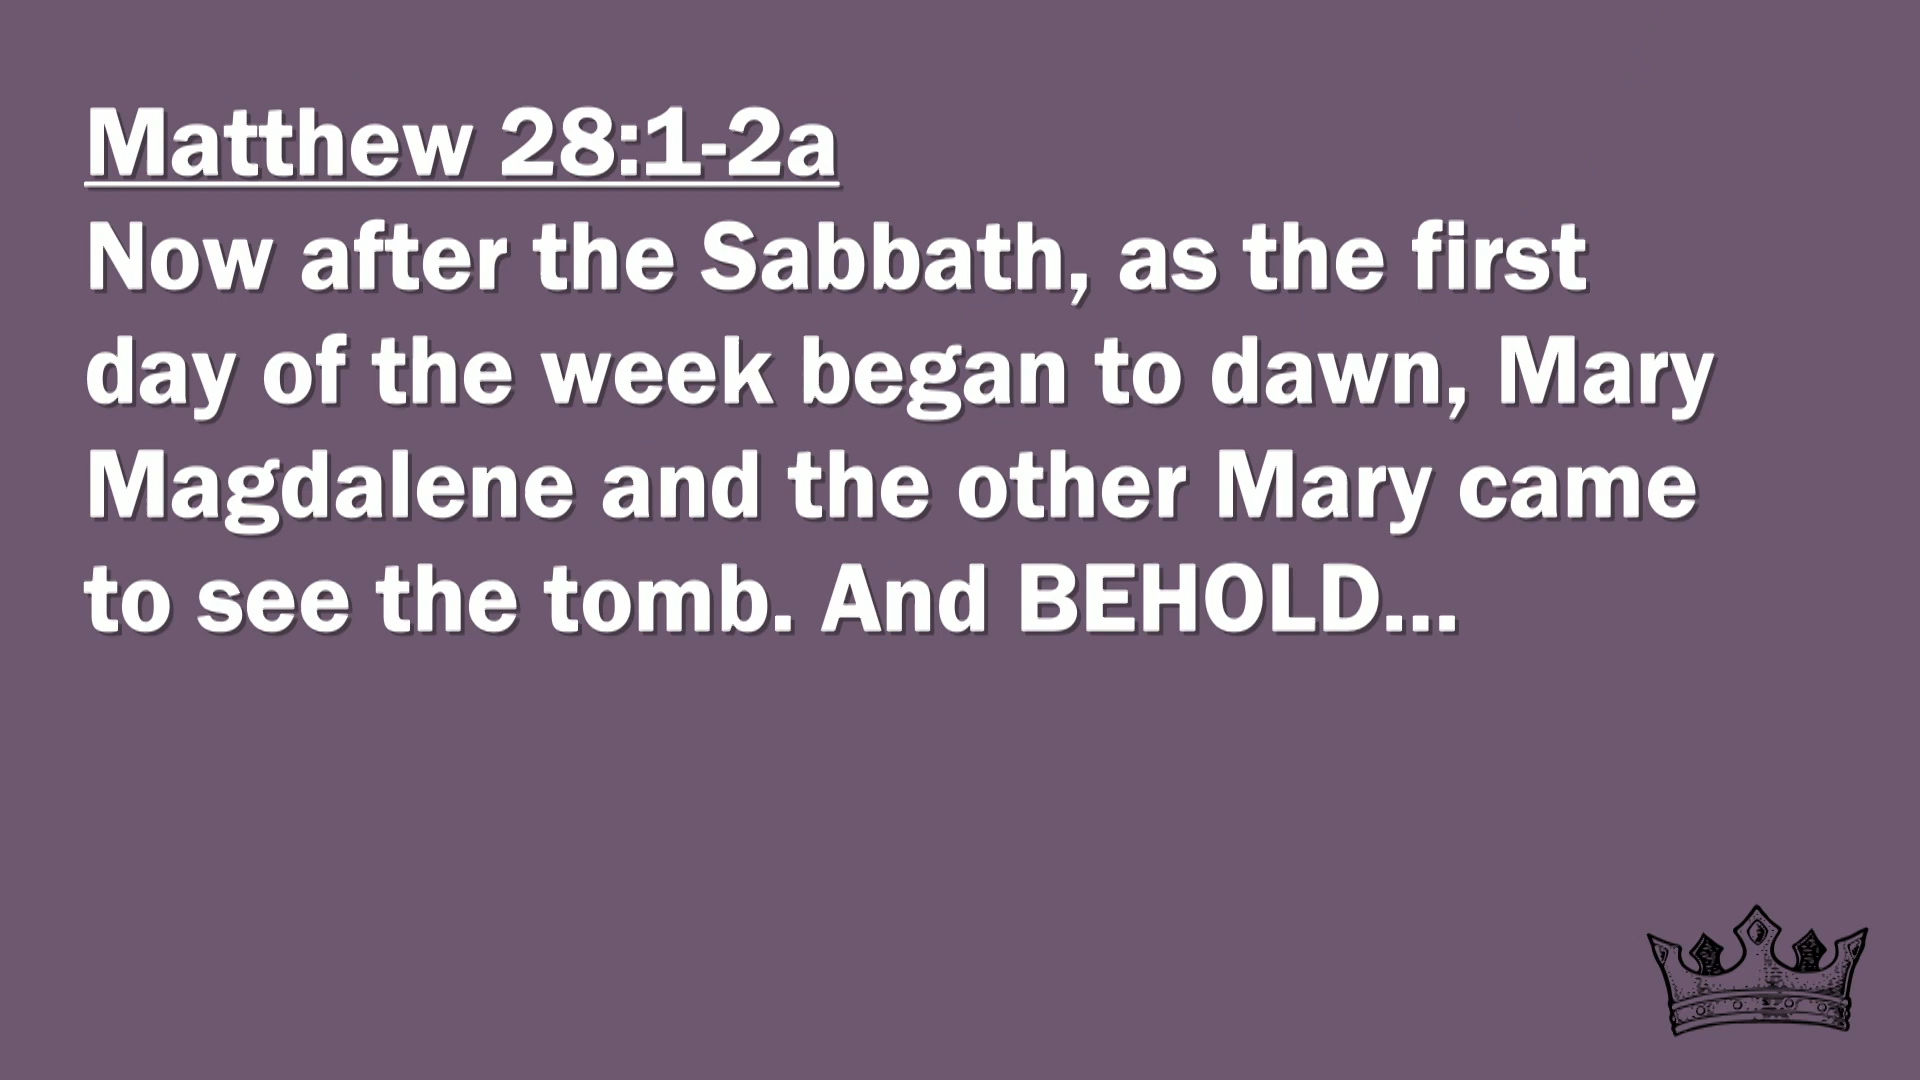 Matthew 28:1-2a
Now after the Sabbath, as the first
day of the week began to dawn, Mary
Magdalene and the other Mary came
to see the tomb. And BEHOLD...